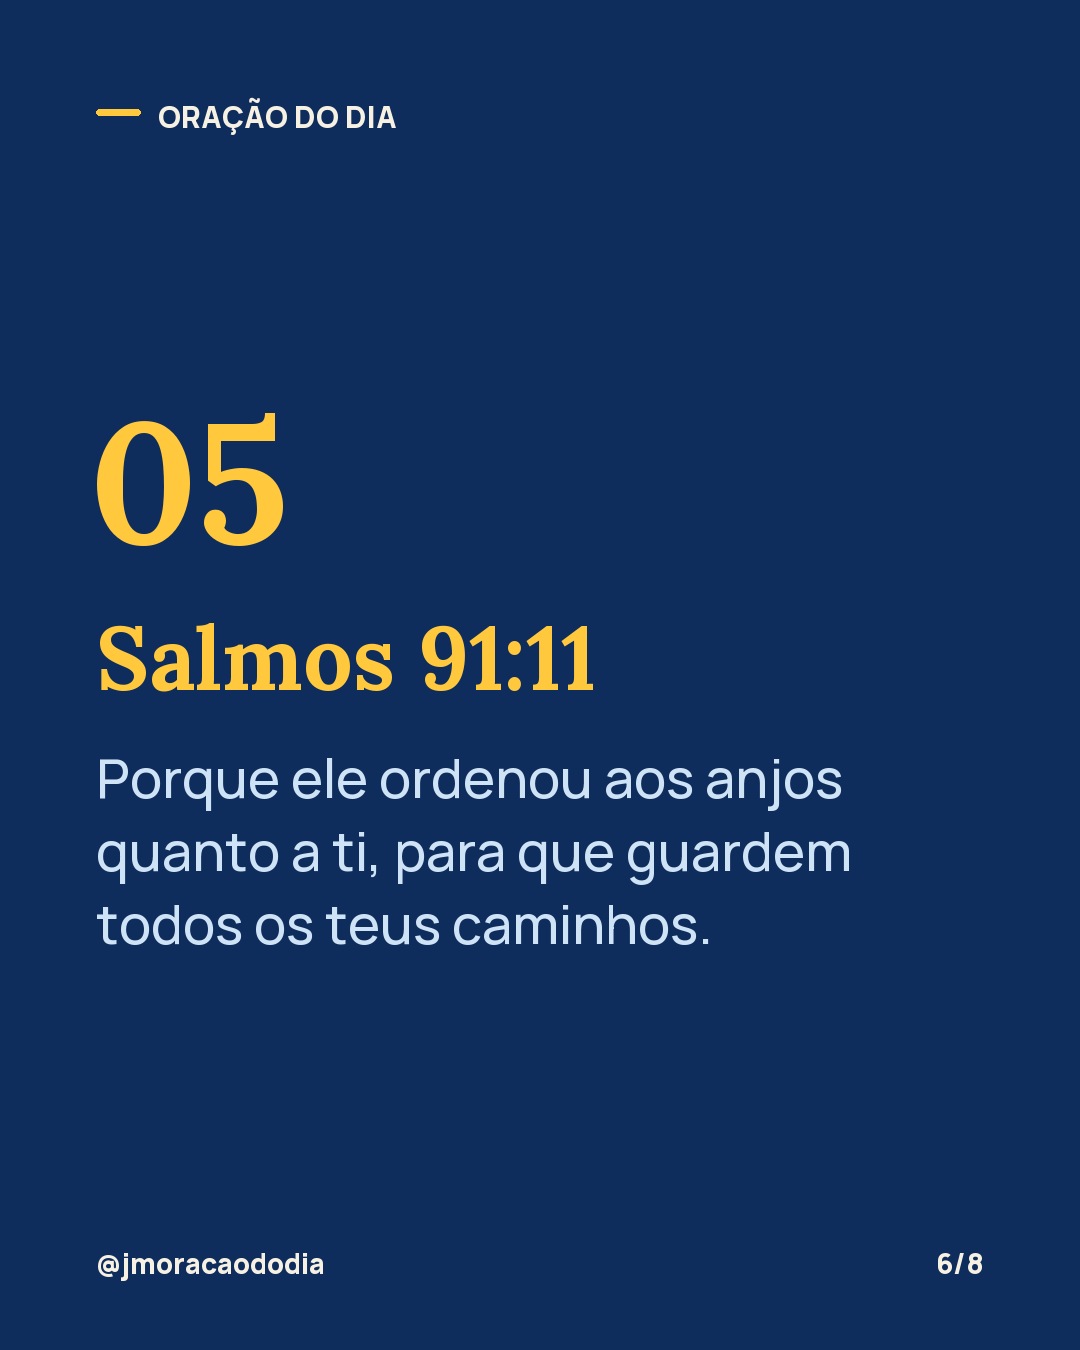 ORAÇÃO DO DIA
05
Salmos 91:11
Porque ele ordenou aos anjos
quanto a ti, para que guardem
todos os teus caminhos.
@jmoracaododia
6/8